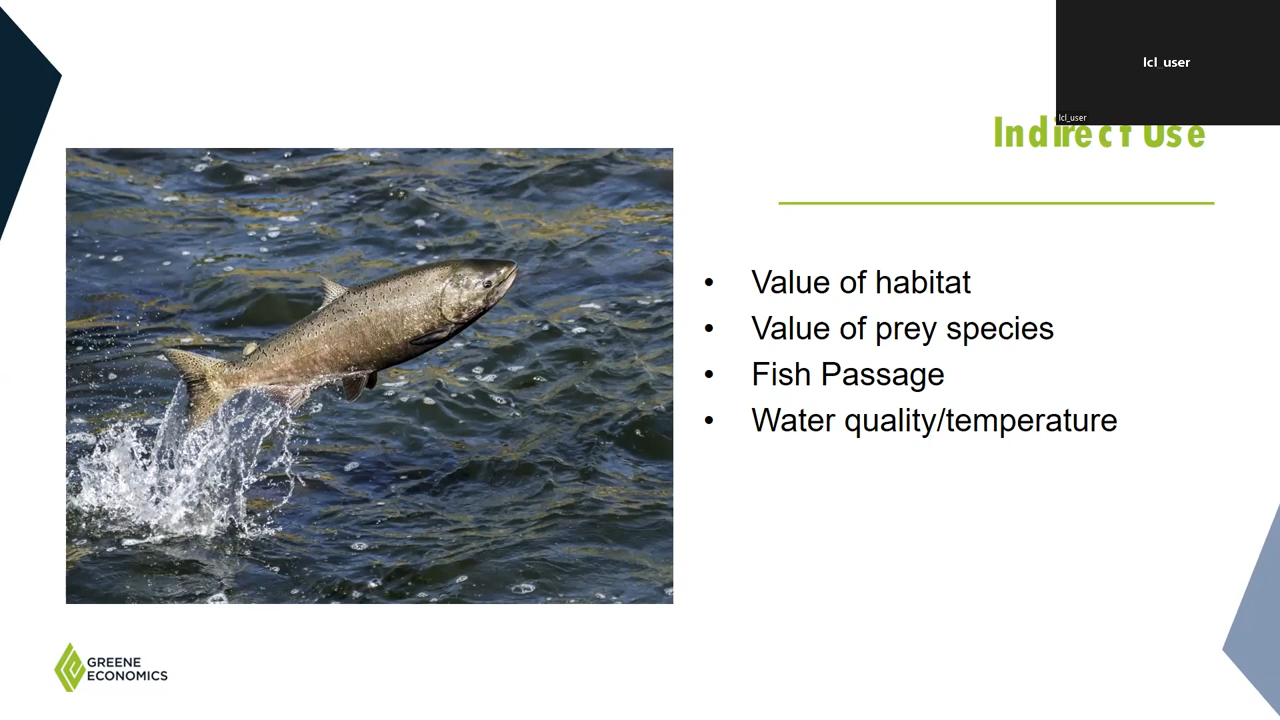 lcl_user
lcl_user
Indirect Use
• Value of habitat
• Value of prey species
• Fish Passage
• Water quality/temperature
GREENE
ECONOMICS